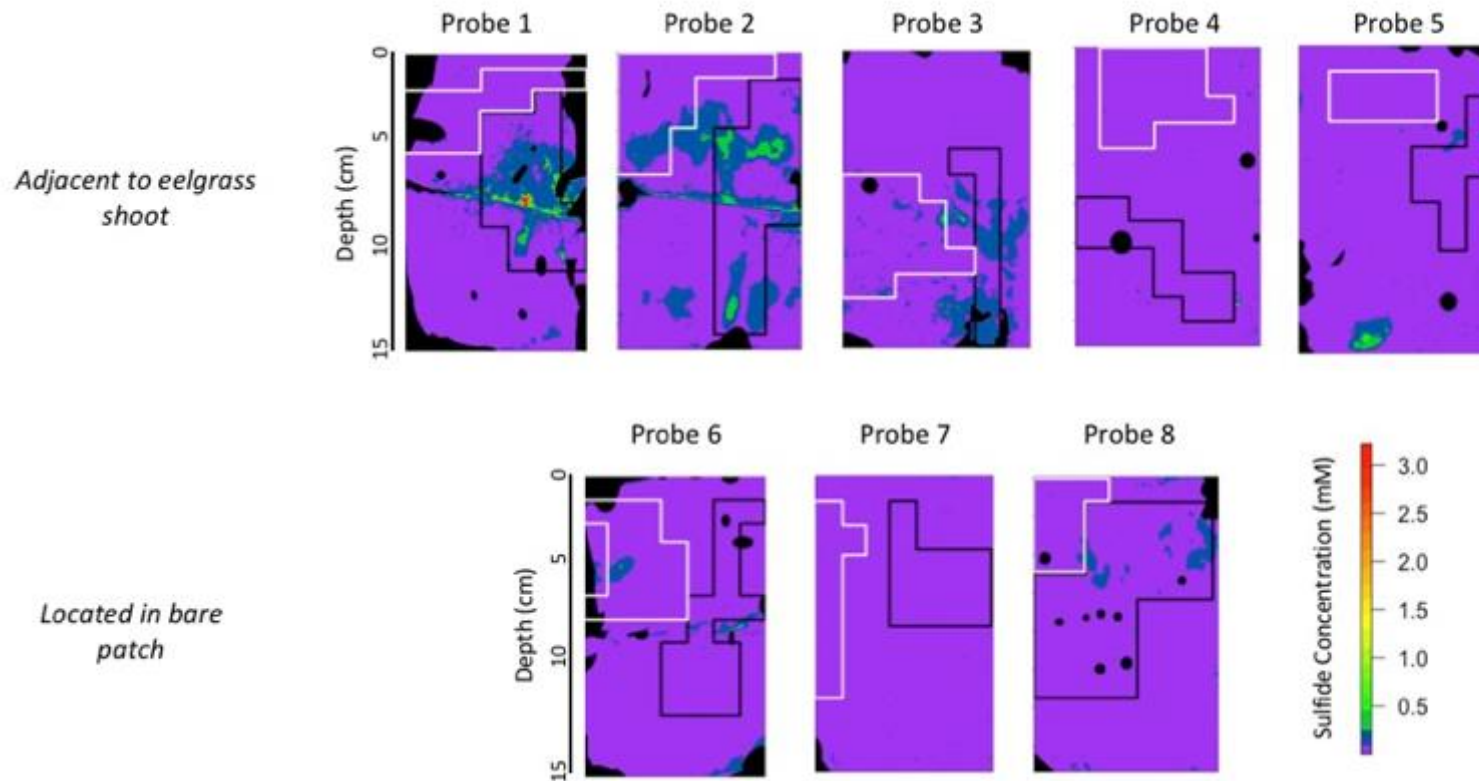 Probe 1
Probe 2
Probe 3
Probe 4
Probe 5
Adjacent to eelgrass
shoot
Depth (cm)
0
5
10
15
Probe 6
Probe 7
Probe 8
Located in bare
patch
Depth (cm)
0
5
10
15
Sulfide Concentration (mM)
3.0
2.5
2.0
1.5
1.0
0.5